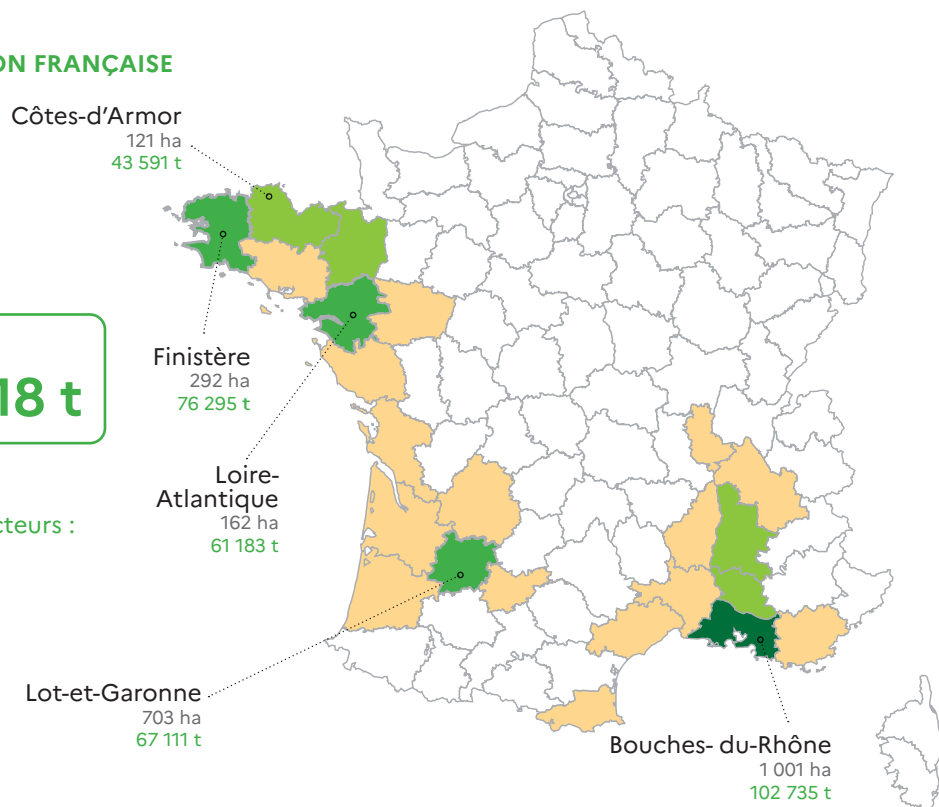 ON FRANÇAISE
Côtes-d'Armor
121 ha
43 591 t
Finistère
292 ha
76 295 t
18 t
Loire-
Atlantique
162 ha
61 183 t
cteurs :
Lot-et-Garonne
703 ha
67 111 t
Bouches- du-Rhône
1 001 ha
102 735 t